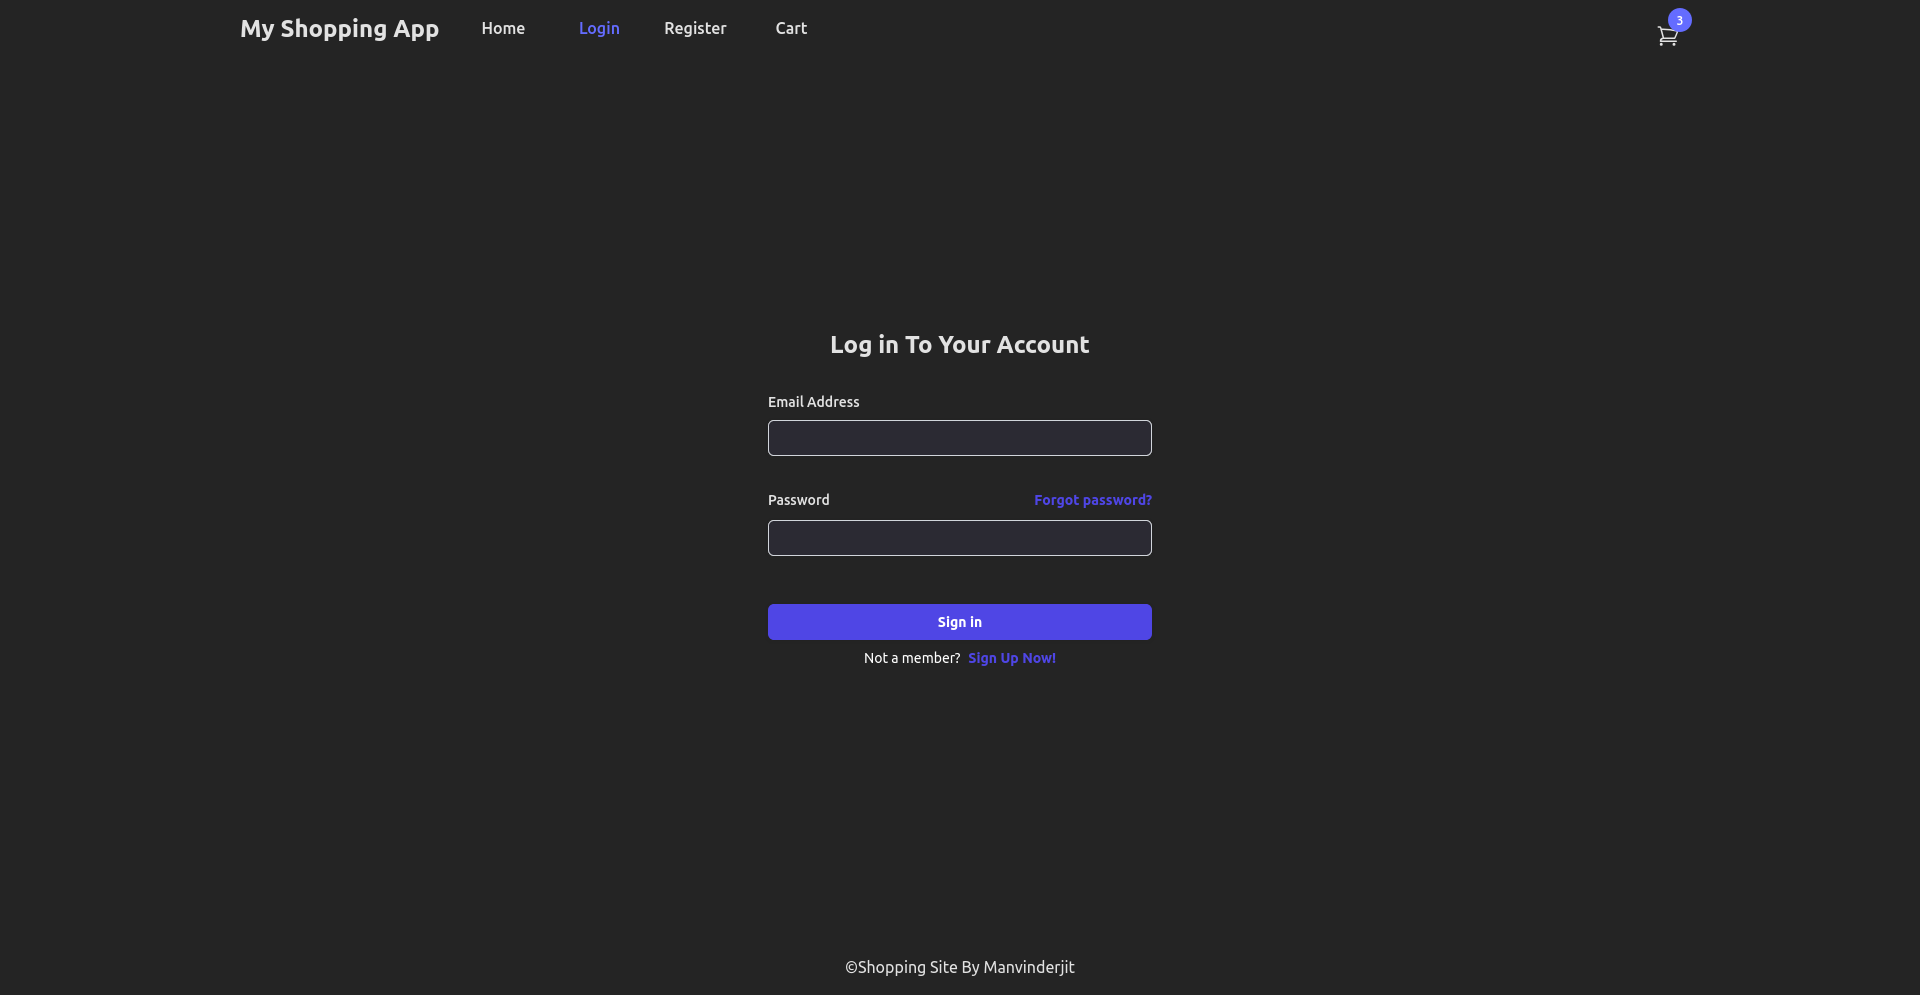 My Shopping App Home Login Register Cart 3
Log in To Your Account
Email Address
Password Forgot password?
Sign in
Not a member? Sign Up Now!
©Shopping Site By Manvinderjit